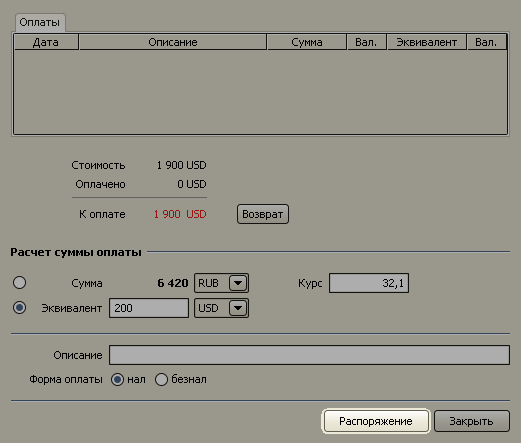 Оплаты
Дата Описание Сумма Вал. Эквивалент Вал.
Стоимость 1 900 USD
Оплачено 0 USD
К оплате 1 900 USD Возврат
Расчет суммы оплаты
Сумма 6 420 RUB Курс 32,1
Эквивалент 200 USD
Описание
Форма оплаты нал безнал
Распоряжение Закрыть